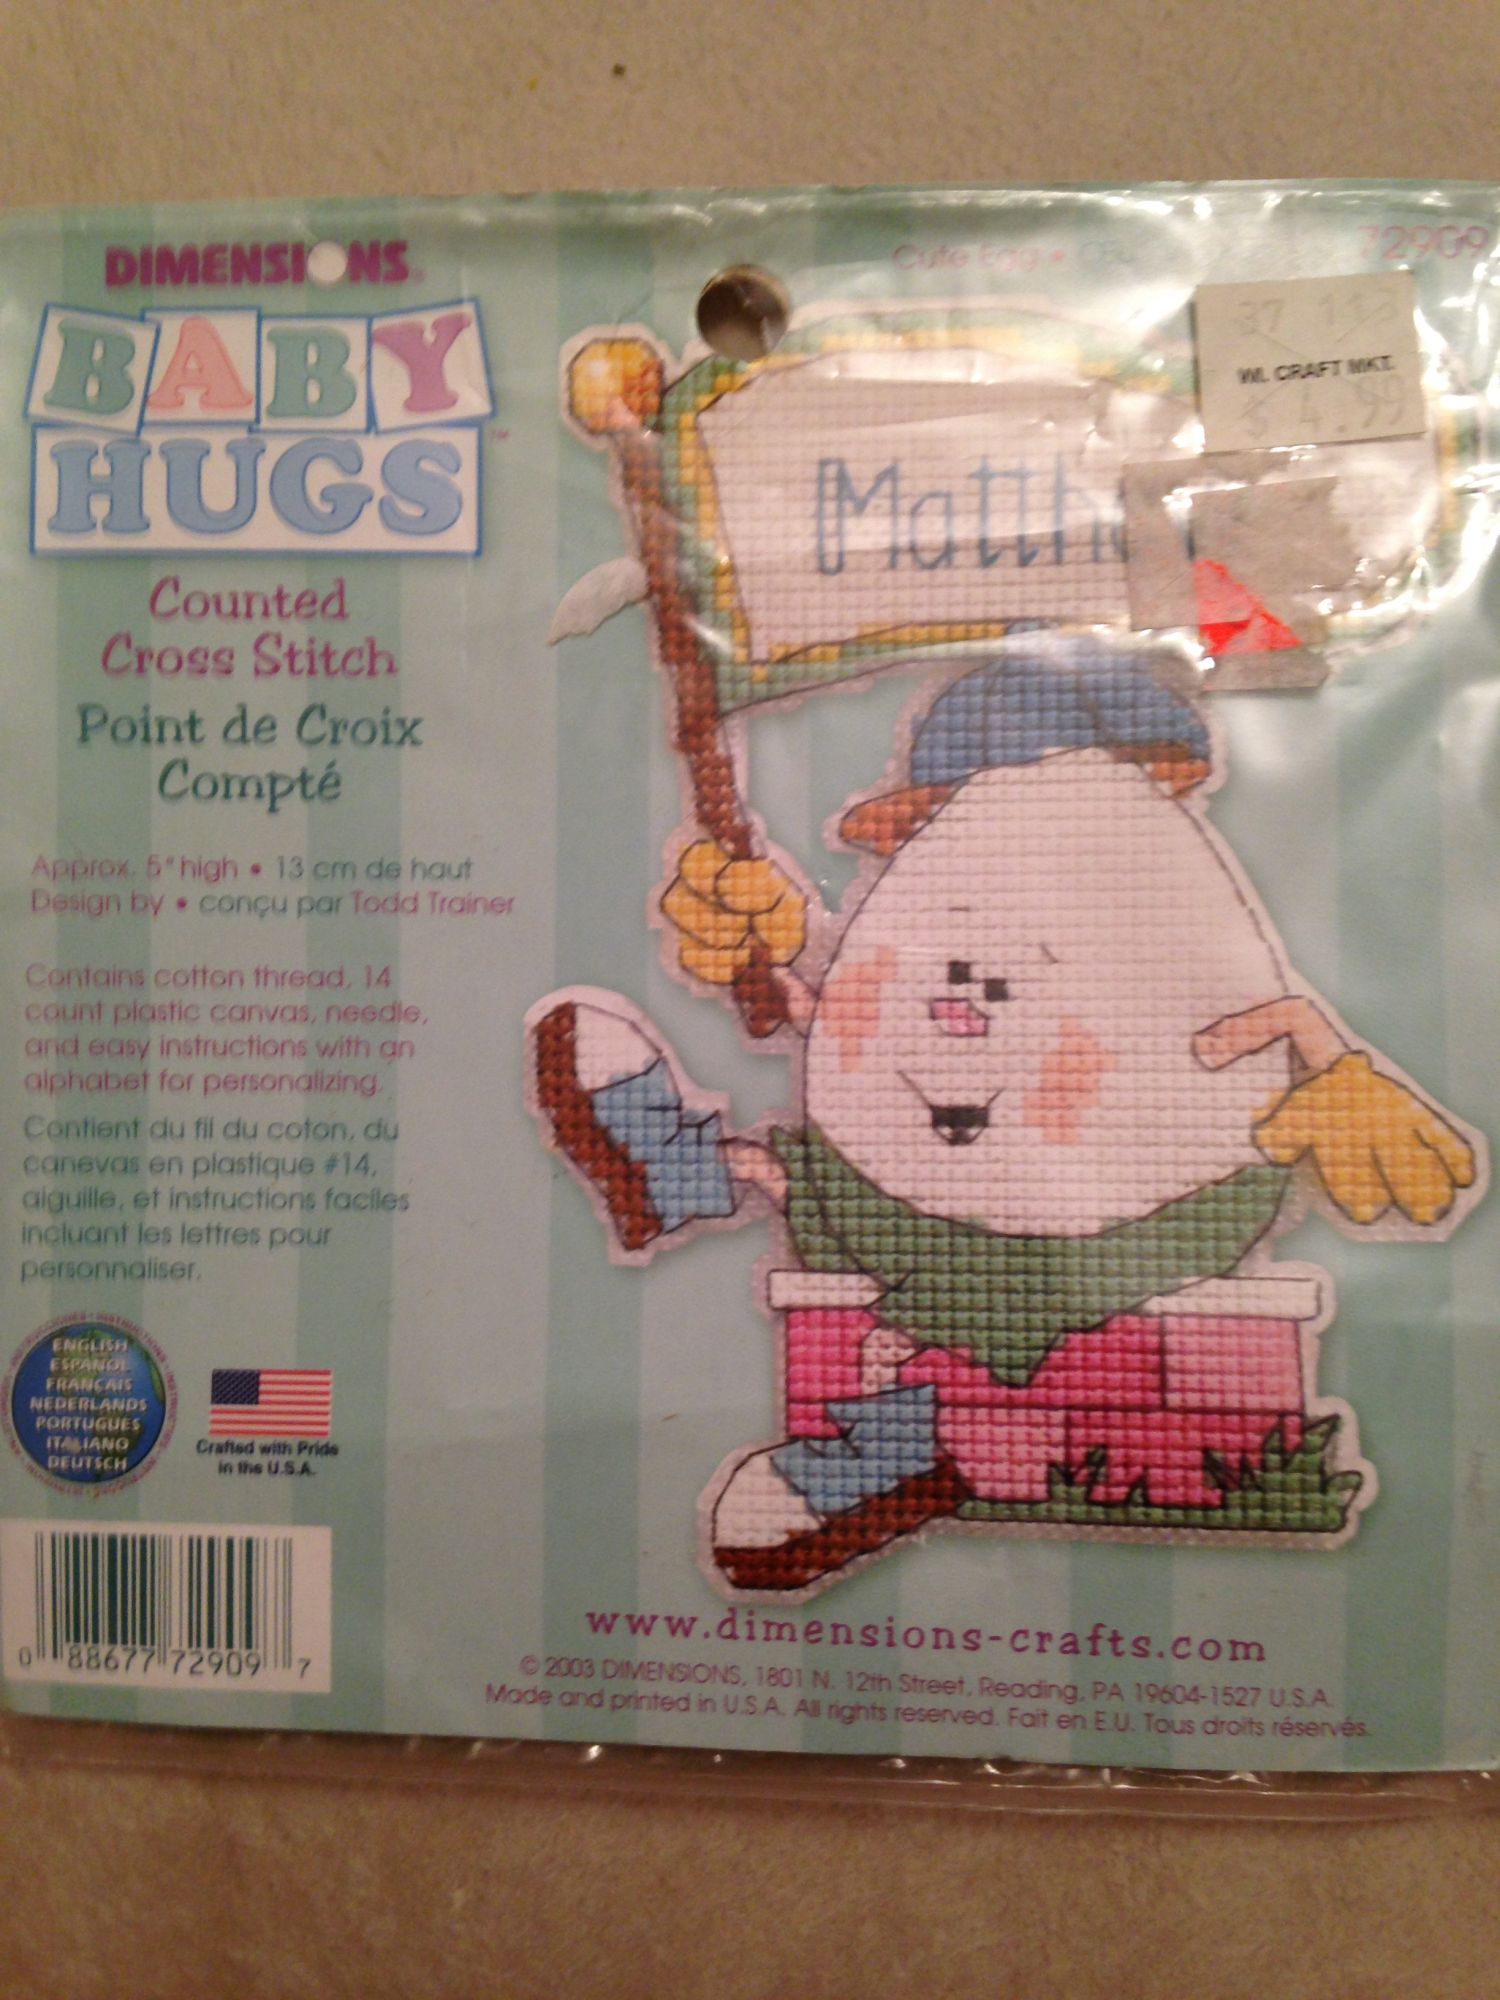 DIMENSIONS
BABY
HUGS™
Counted
Cross Stitch
Point de Croix
Compté
Approx. 5" high • 13 cm de haut
Design by • conçu par Todd Trainer
Contains cotton thread, 14
count plastic canvas, needle,
and easy instructions with an
alphabet for personalizing.
Contient du fil du coton, du
canevas en plastique #14,
aiguille, et instructions faciles
incluant les lettres pour
personnaliser.
ENGLISH
ESPAÑOL
FRANÇAIS
NEDERLANDS
PORTUGUES
ITALIANO
DEUTSCH
Crafted with Pride
in the U.S.A.
0 88677 72909 7
Cute Egg •
72909
37 113
WI. CRAFT MKT.
$ 4.99
Matth
www.dimensions-crafts.com
© 2003 DIMENSIONS, 1801 N. 12th Street, Reading, PA 19604-1527 U.S.A.
Made and printed in U.S.A. All rights reserved. Fait en E.U. Tous droits réservés.